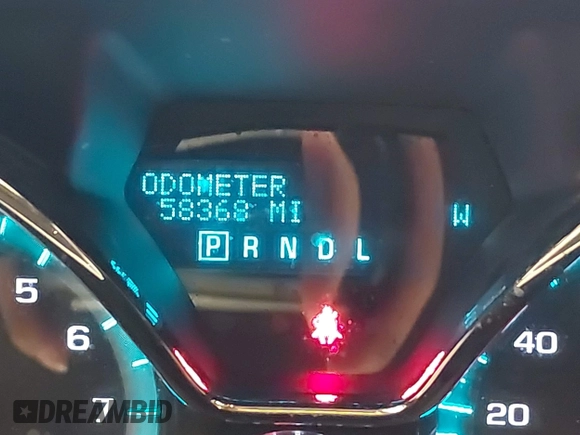 ODOMETER
58368 MI
W
P R N D L
5
6
7
40
20
DREAMBID